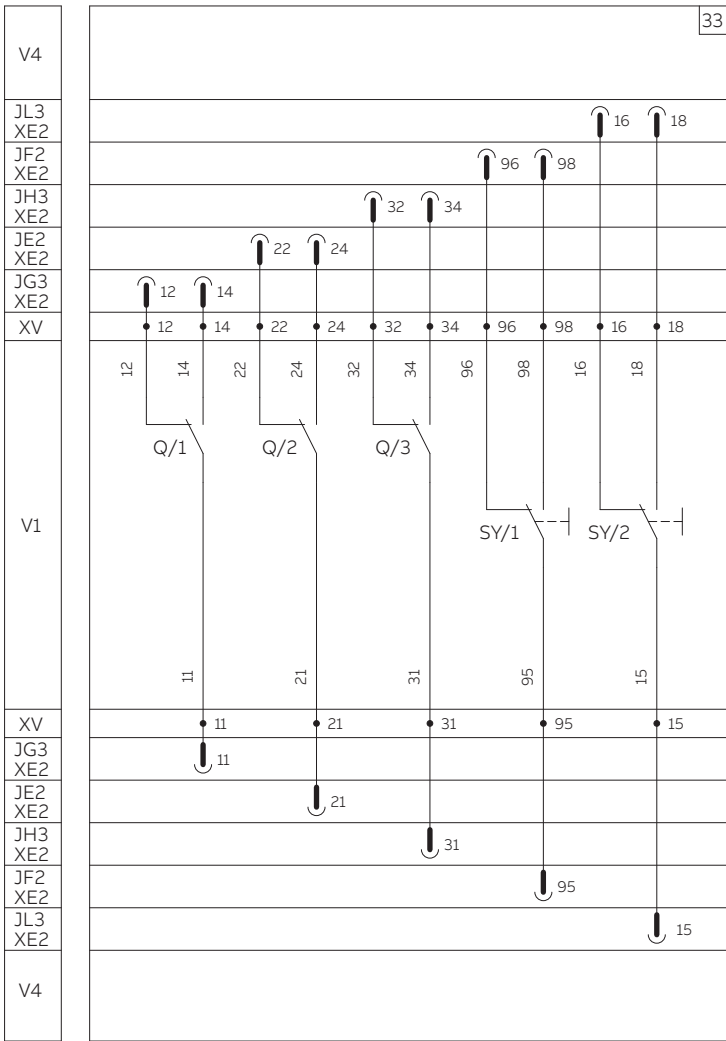 33
V4
JL3
XE2
16 18
JF2
XE2
96 98
JH3
XE2
32 34
JE2
XE2
22 24
JG3
XE2
12 14
XV
12 14 22 24 32 34 96 98 16 18
12 14 22 24 32 34 96 98 16 18
Q/1 Q/2 Q/3
V1
SY/1 SY/2
11 21 31 95 15
XV
11 21 31 95 15
JG3
XE2
11
JE2
XE2
21
JH3
XE2
31
JF2
XE2
95
JL3
XE2
15
V4